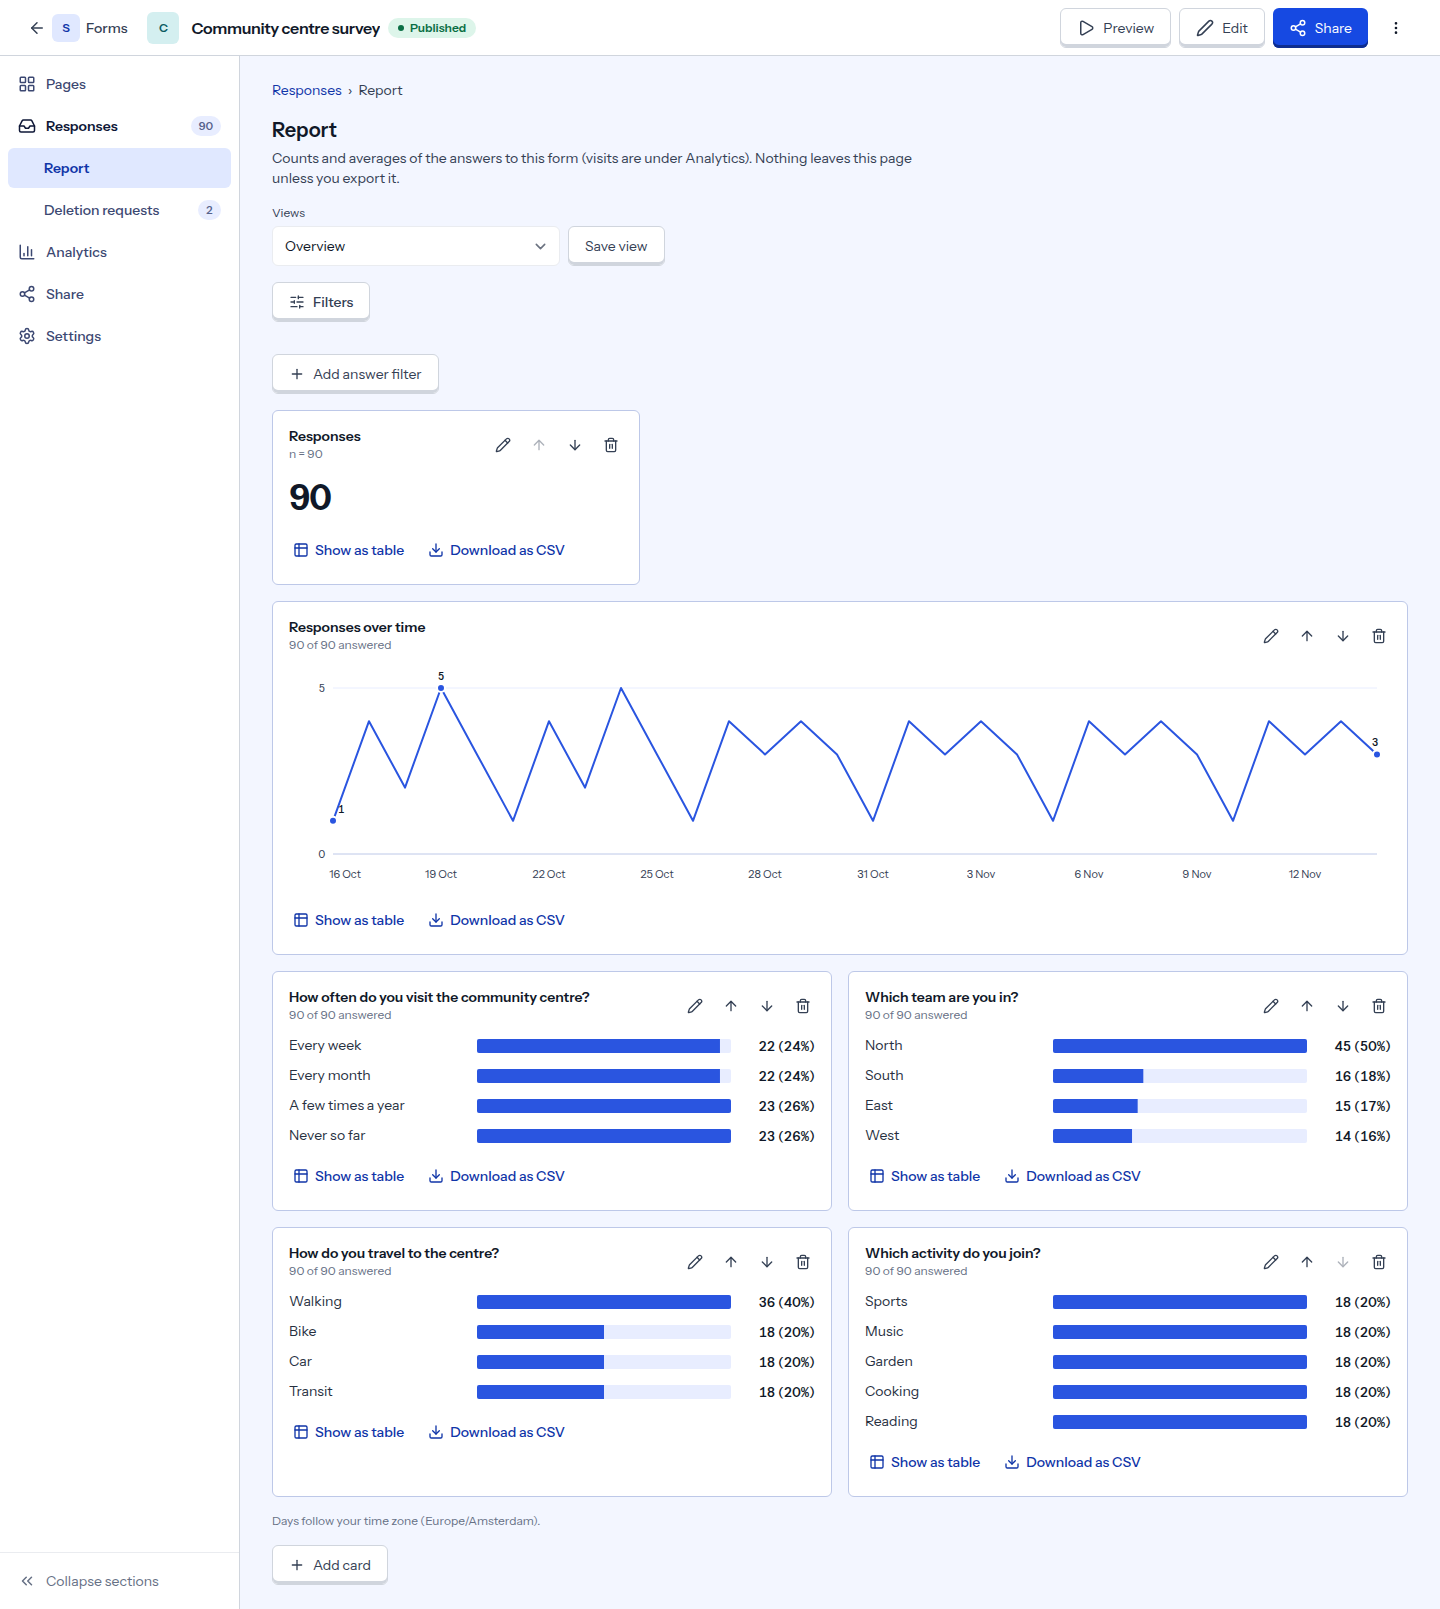 S Forms C Community centre survey Published Preview Edit Share
Pages
Responses 90
Report
Deletion requests 2
Analytics
Share
Settings
Collapse sections
Responses › Report
Report
Counts and averages of the answers to this form (visits are under Analytics). Nothing leaves this page
unless you export it.
Views
Overview Save view
Filters
Add answer filter
Responses
n = 90
90
Show as table Download as CSV
Responses over time
90 of 90 answered
5
5
3
1
0
16 Oct 19 Oct 22 Oct 25 Oct 28 Oct 31 Oct 3 Nov 6 Nov 9 Nov 12 Nov
Show as table Download as CSV
How often do you visit the community centre?
90 of 90 answered
Every week 22 (24%)
Every month 22 (24%)
A few times a year 23 (26%)
Never so far 23 (26%)
Show as table Download as CSV
Which team are you in?
90 of 90 answered
North 45 (50%)
South 16 (18%)
East 15 (17%)
West 14 (16%)
Show as table Download as CSV
How do you travel to the centre?
90 of 90 answered
Walking 36 (40%)
Bike 18 (20%)
Car 18 (20%)
Transit 18 (20%)
Show as table Download as CSV
Which activity do you join?
90 of 90 answered
Sports 18 (20%)
Music 18 (20%)
Garden 18 (20%)
Cooking 18 (20%)
Reading 18 (20%)
Show as table Download as CSV
Days follow your time zone (Europe/Amsterdam).
Add card